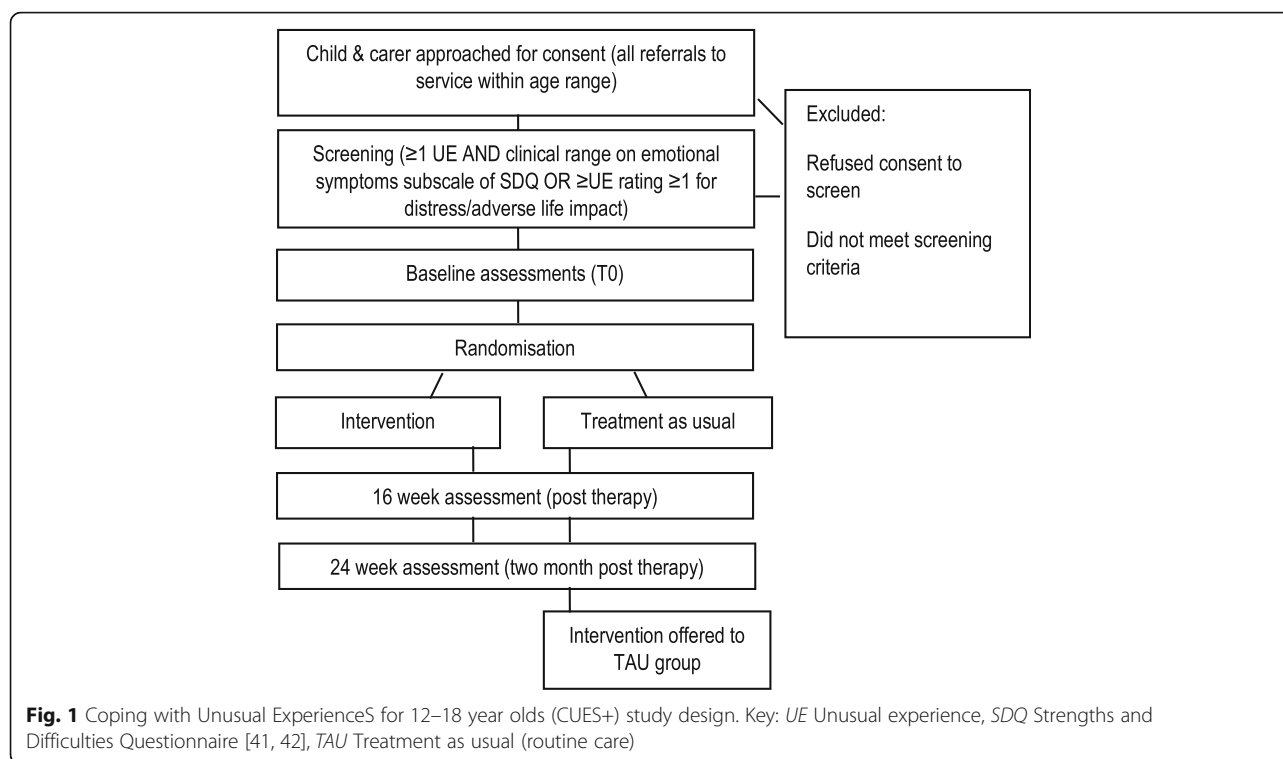 Child & carer approached for consent (all referrals to
service within age range)
Excluded:
Refused consent to
screen
Did not meet screening
criteria
Screening (≥1 UE AND clinical range on emotional
symptoms subscale of SDQ OR ≥UE rating ≥1 for
distress/adverse life impact)
Baseline assessments (T0)
Randomisation
Intervention
Treatment as usual
16 week assessment (post therapy)
24 week assessment (two month post therapy)
Intervention offered to
TAU group
Fig. 1 Coping with Unusual ExperienceS for 12–18 year olds (CUES+) study design. Key: UE Unusual experience, SDQ Strengths and
Difficulties Questionnaire [41, 42], TAU Treatment as usual (routine care)